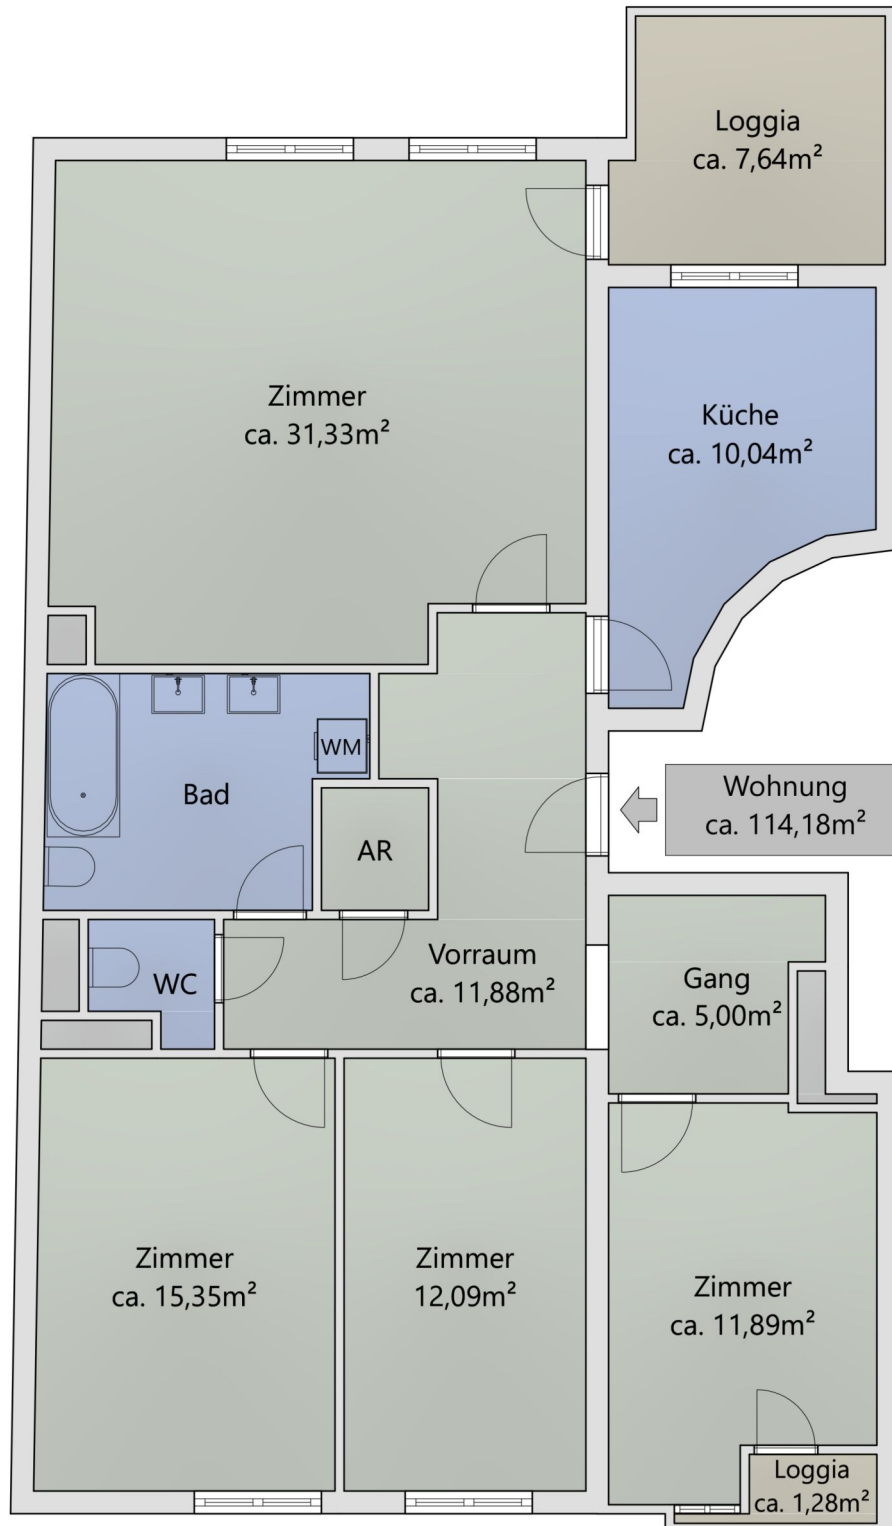 Loggia
ca. 7,64m²
Zimmer
ca. 31,33m²
Küche
ca. 10,04m²
WM
Bad
Wohnung
ca. 114,18m²
AR
Vorraum
ca. 11,88m²
WC
Gang
ca. 5,00m²
Zimmer
ca. 15,35m²
Zimmer
12,09m²
Zimmer
ca. 11,89m²
Loggia
ca. 1,28m²